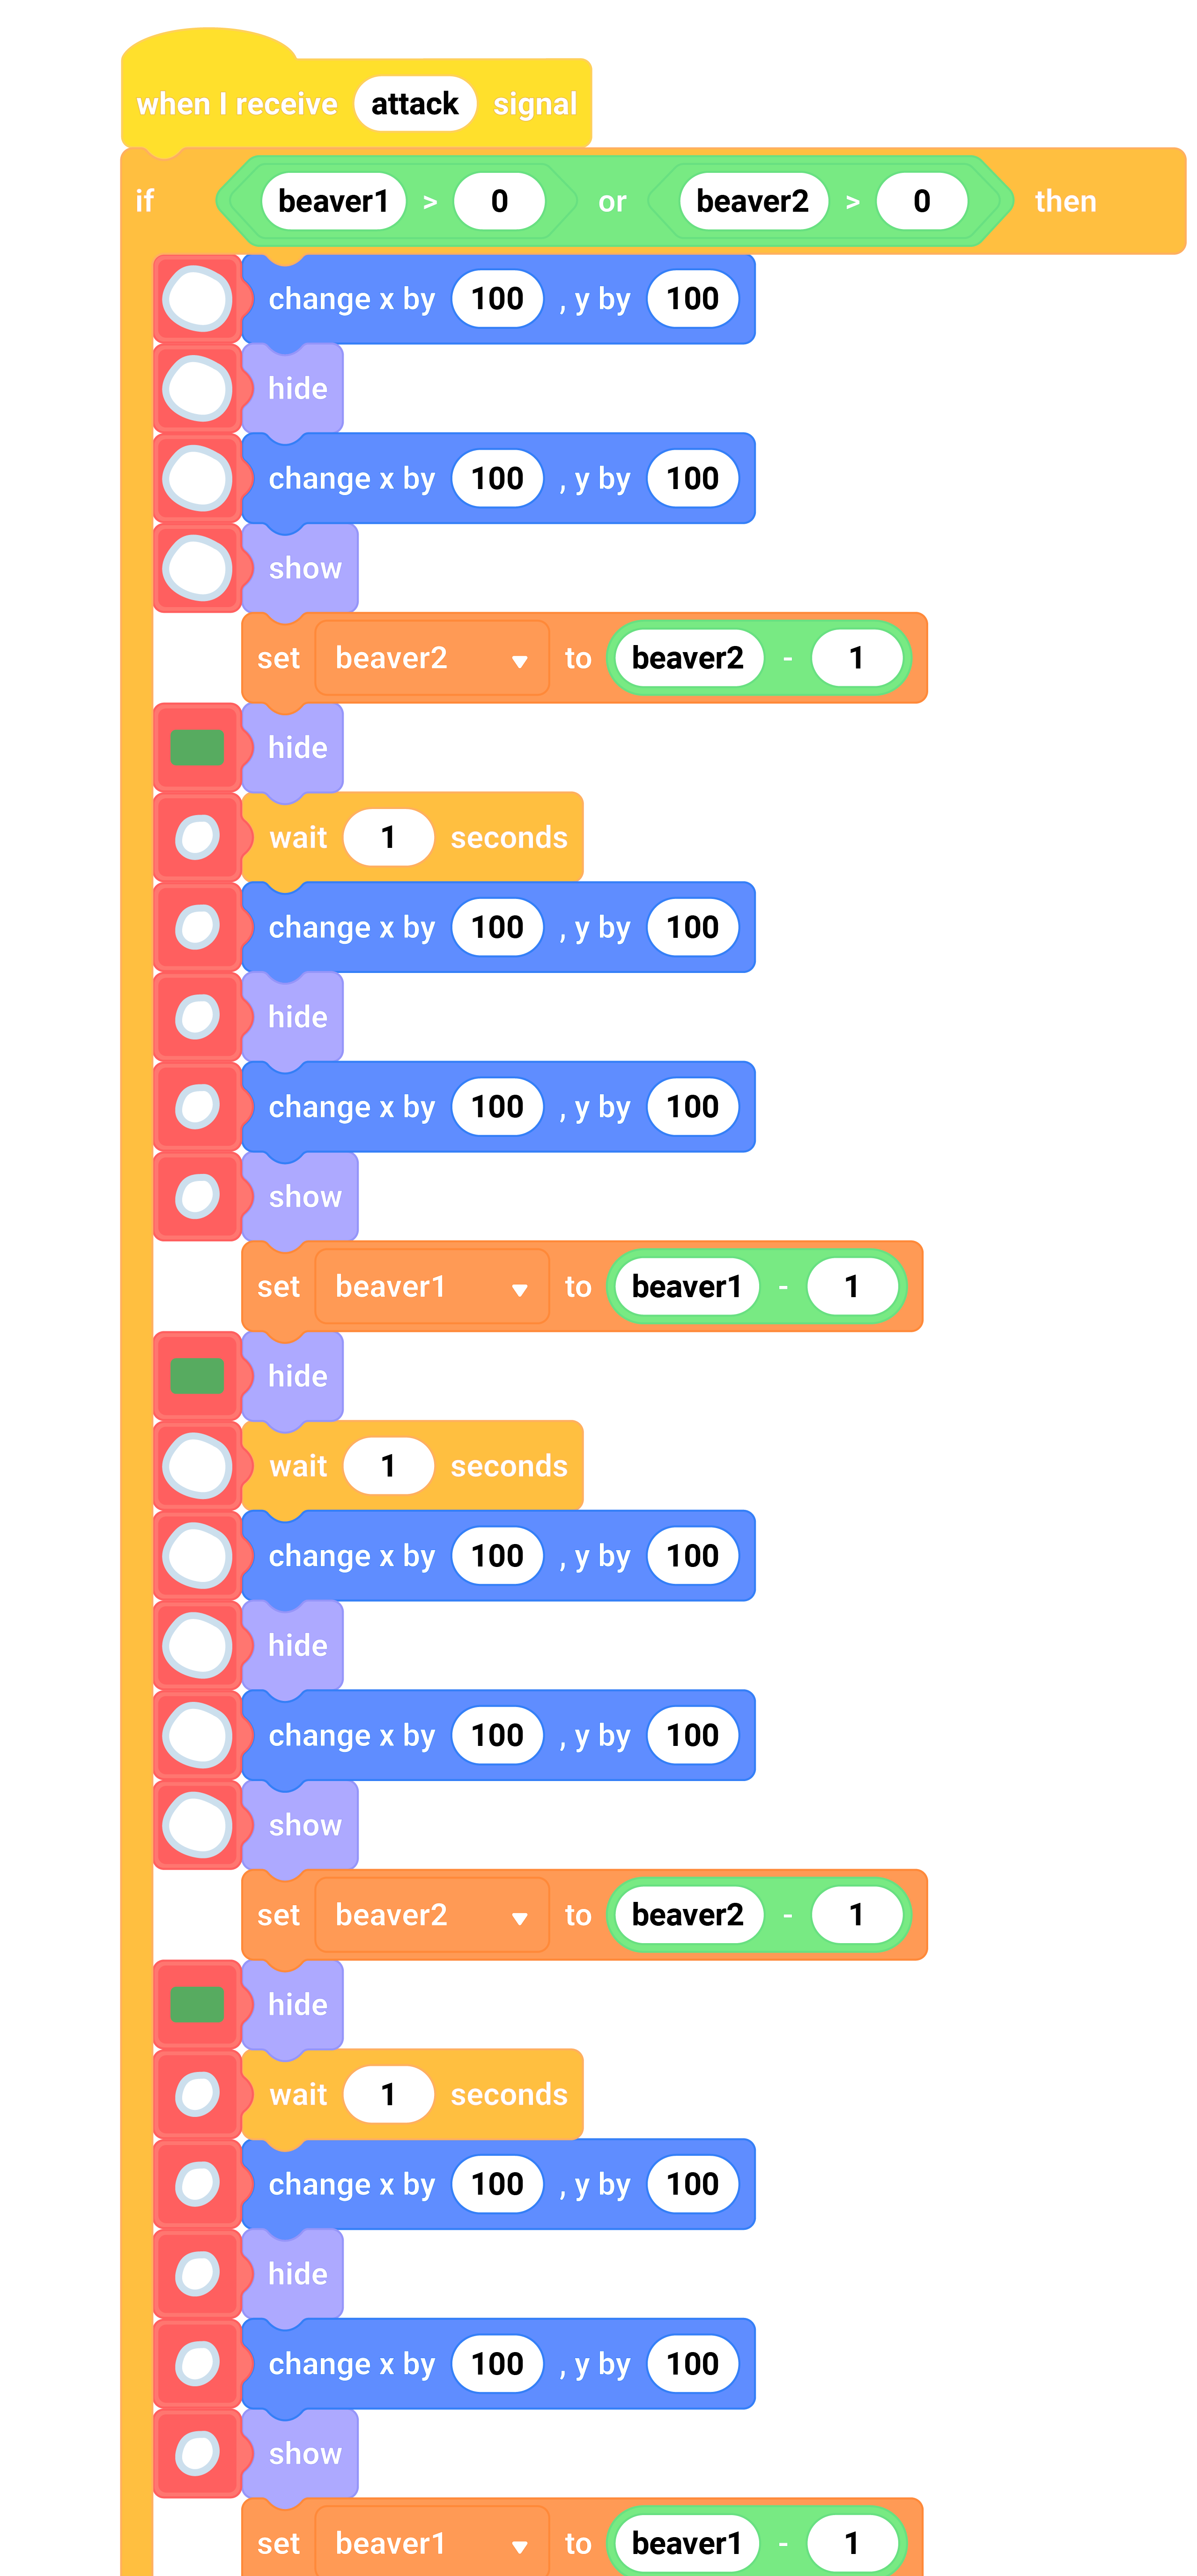 when I receive attack signal
if beaver1 > 0 or beaver2 > 0 then
change x by 100 , y by 100
hide
change x by 100 , y by 100
show
set beaver2 to beaver2 - 1
hide
wait 1 seconds
change x by 100 , y by 100
hide
change x by 100 , y by 100
show
set beaver1 to beaver1 - 1
hide
wait 1 seconds
change x by 100 , y by 100
hide
change x by 100 , y by 100
show
set beaver2 to beaver2 - 1
hide
wait 1 seconds
change x by 100 , y by 100
hide
change x by 100 , y by 100
show
set beaver1 to beaver1 - 1